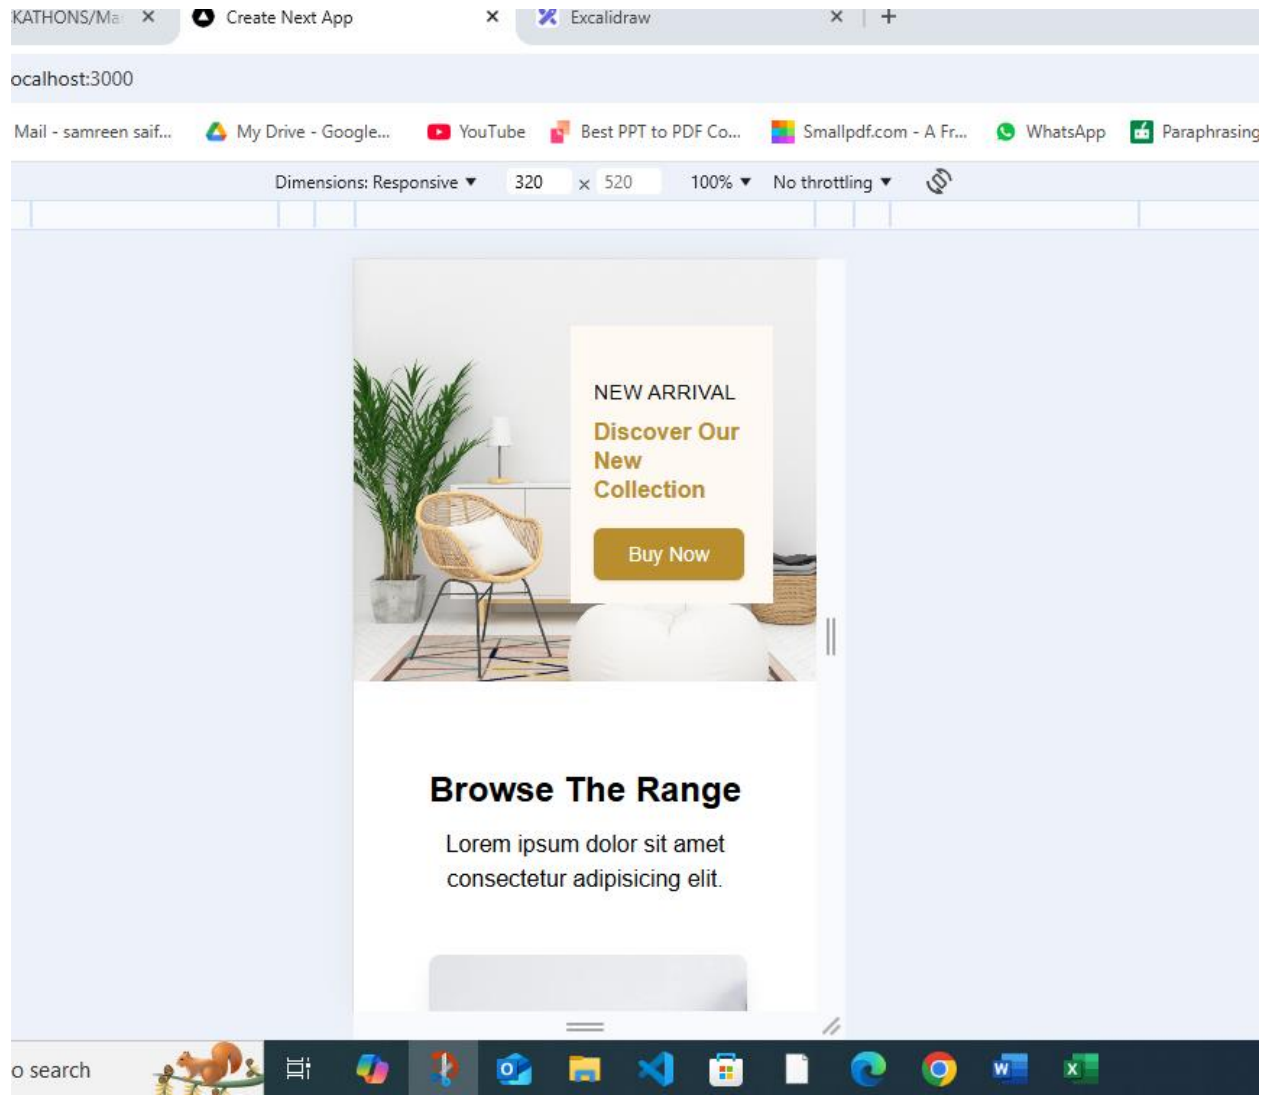 KATHONS/Ma × Create Next App × Excalidraw × +
ocalhost:3000
Mail - samreen saif... My Drive - Google... YouTube Best PPT to PDF Co... Smallpdf.com - A Fr... WhatsApp Paraphrasing
Dimensions: Responsive ▼ 320 × 520 100% ▼ No throttling ▼
NEW ARRIVAL
Discover Our
New
Collection
Buy Now
Browse The Range
Lorem ipsum dolor sit amet
consectetur adipisicing elit.
o search